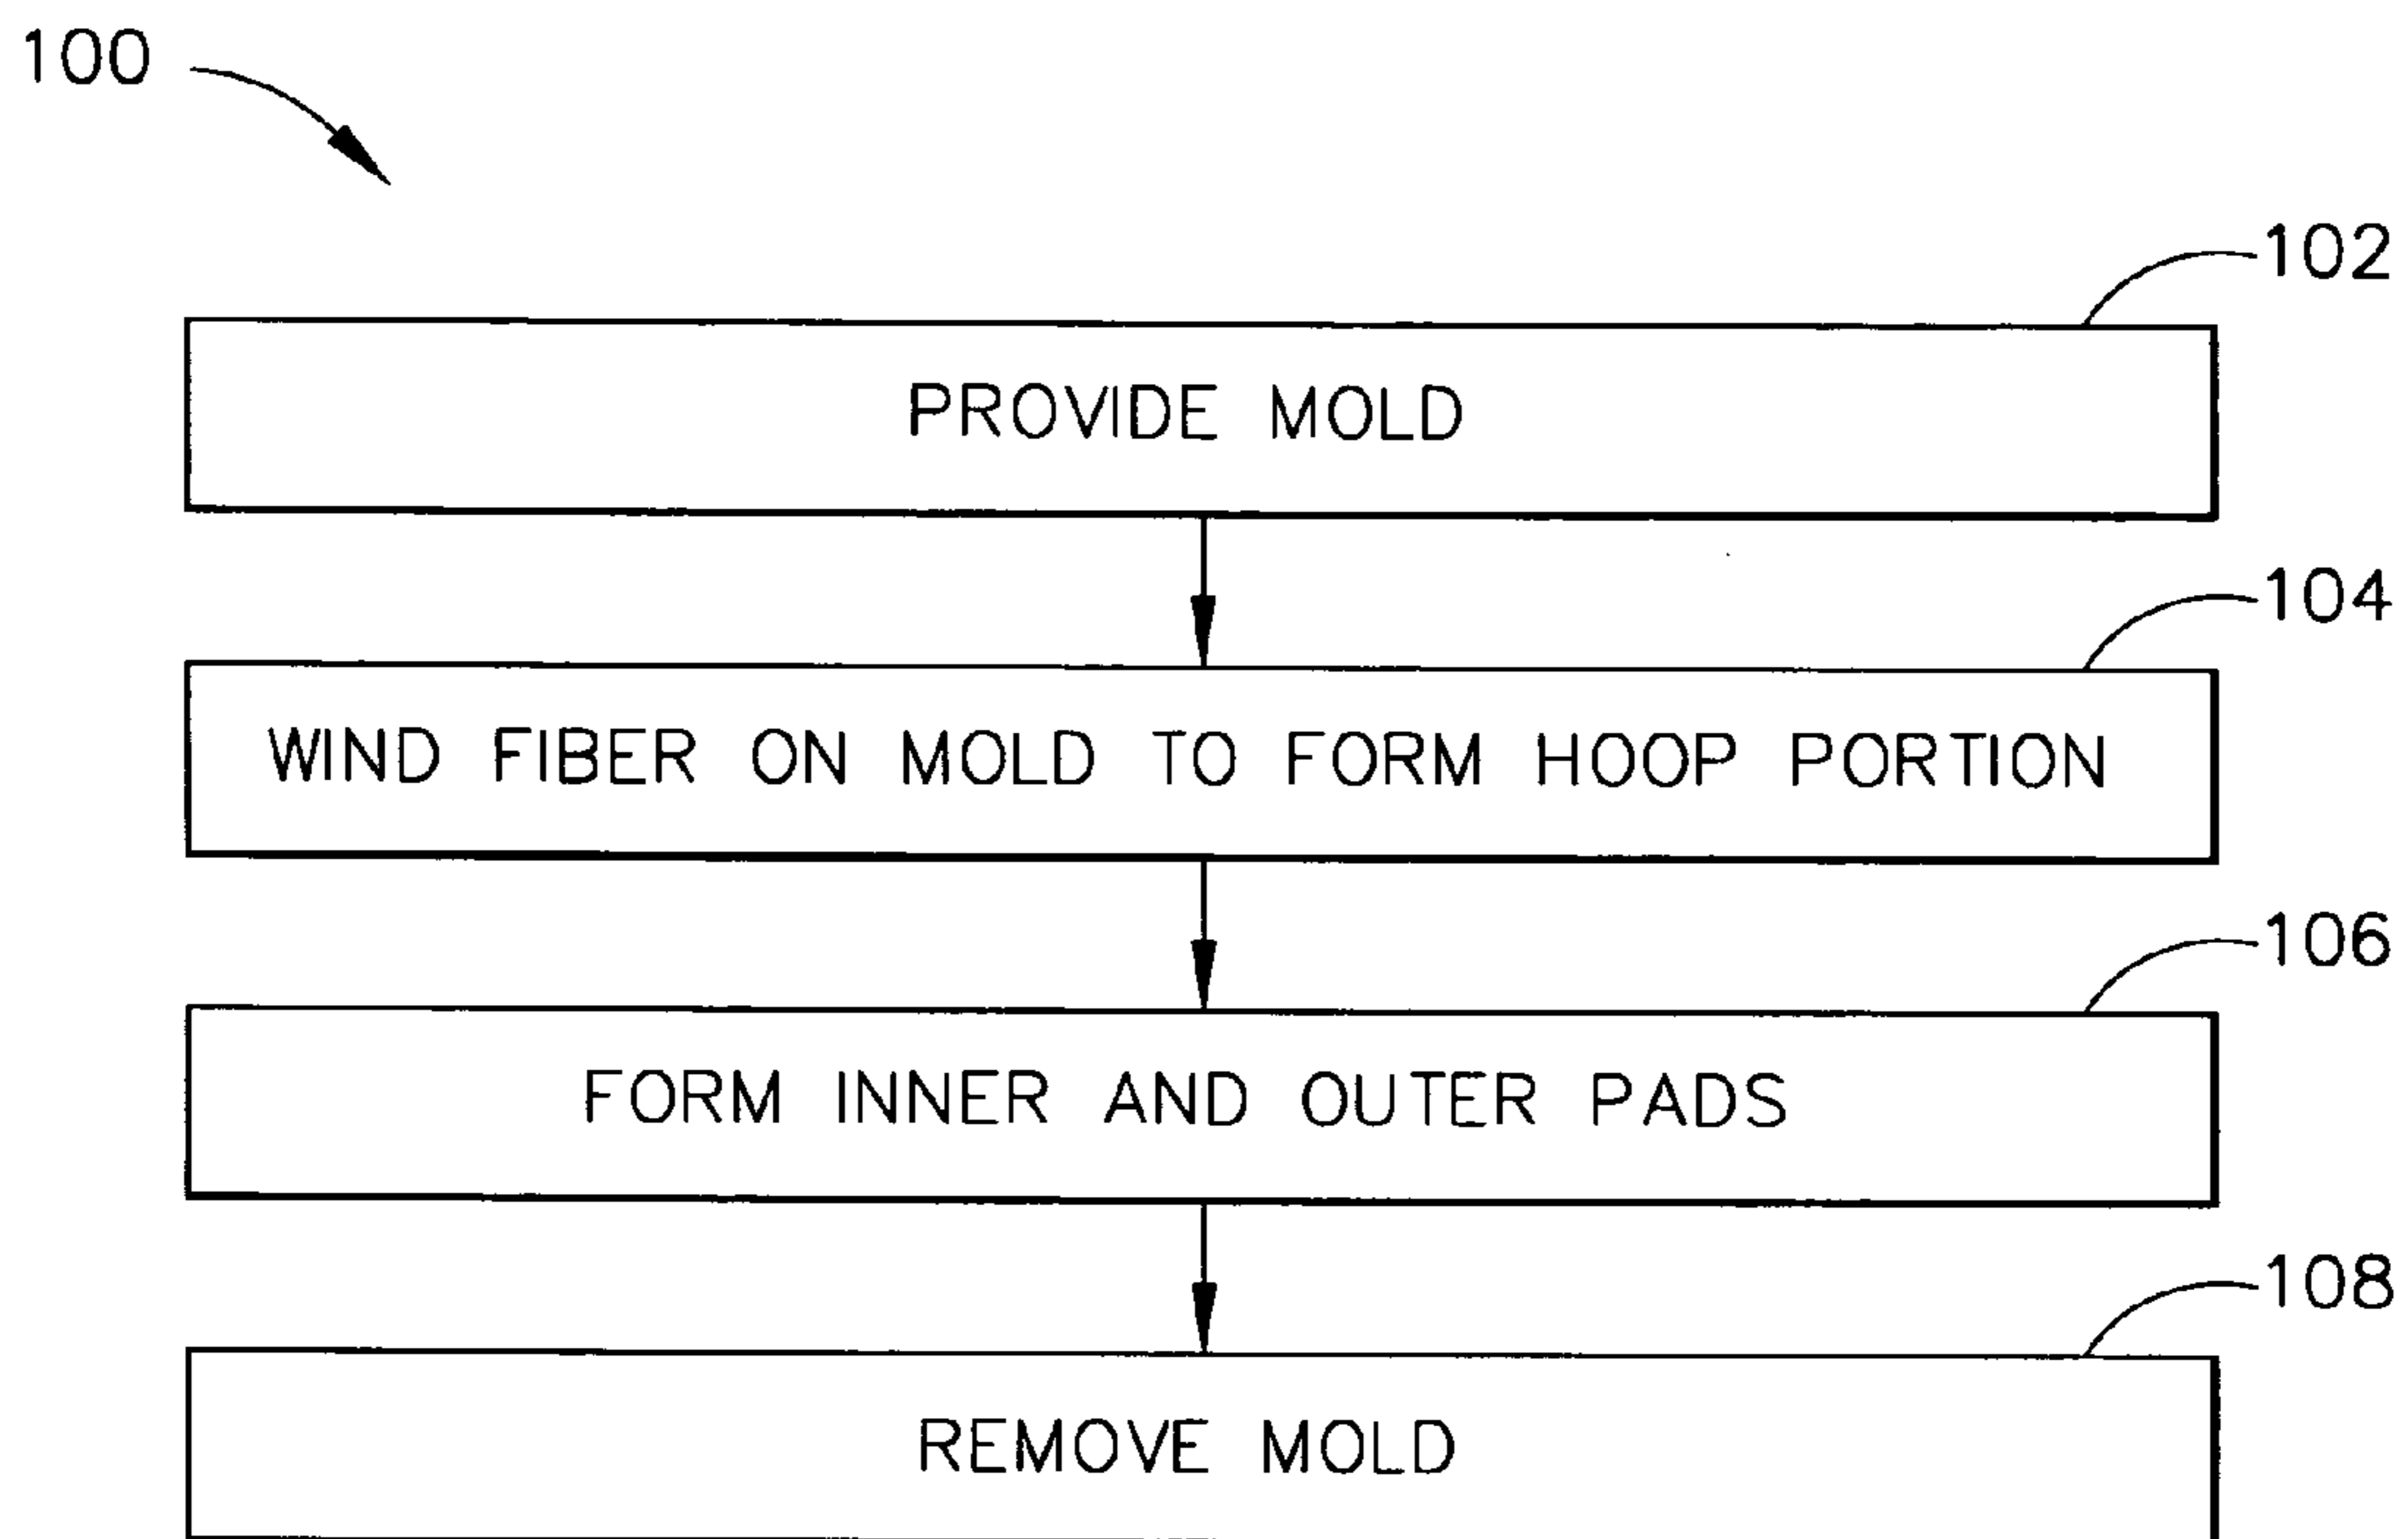 100
102
PROVIDE MOLD
104
WIND FIBER ON MOLD TO FORM HOOP PORTION
106
FORM INNER AND OUTER PADS
108
REMOVE MOLD